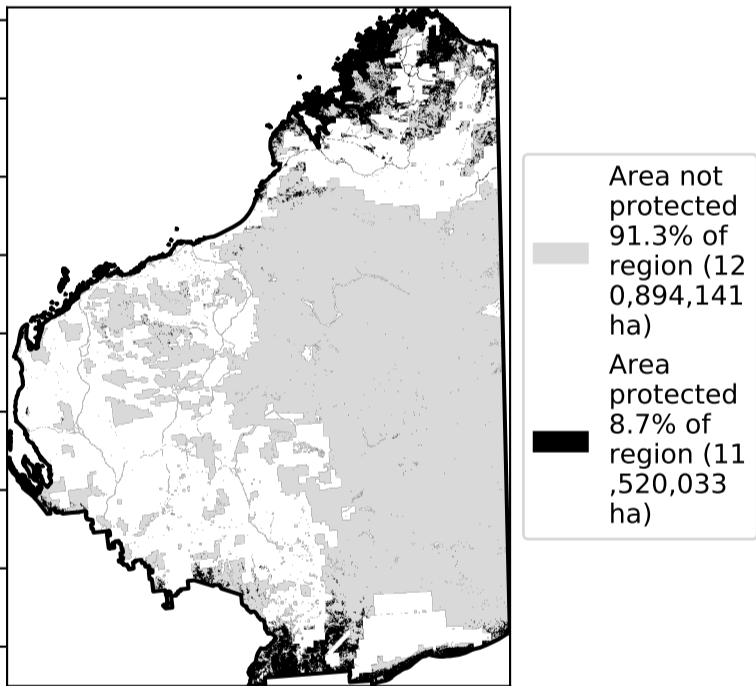 Area not
protected
91.3% of
region (12
0,894,141
ha)
Area
protected
8.7% of
region (11
,520,033
ha)